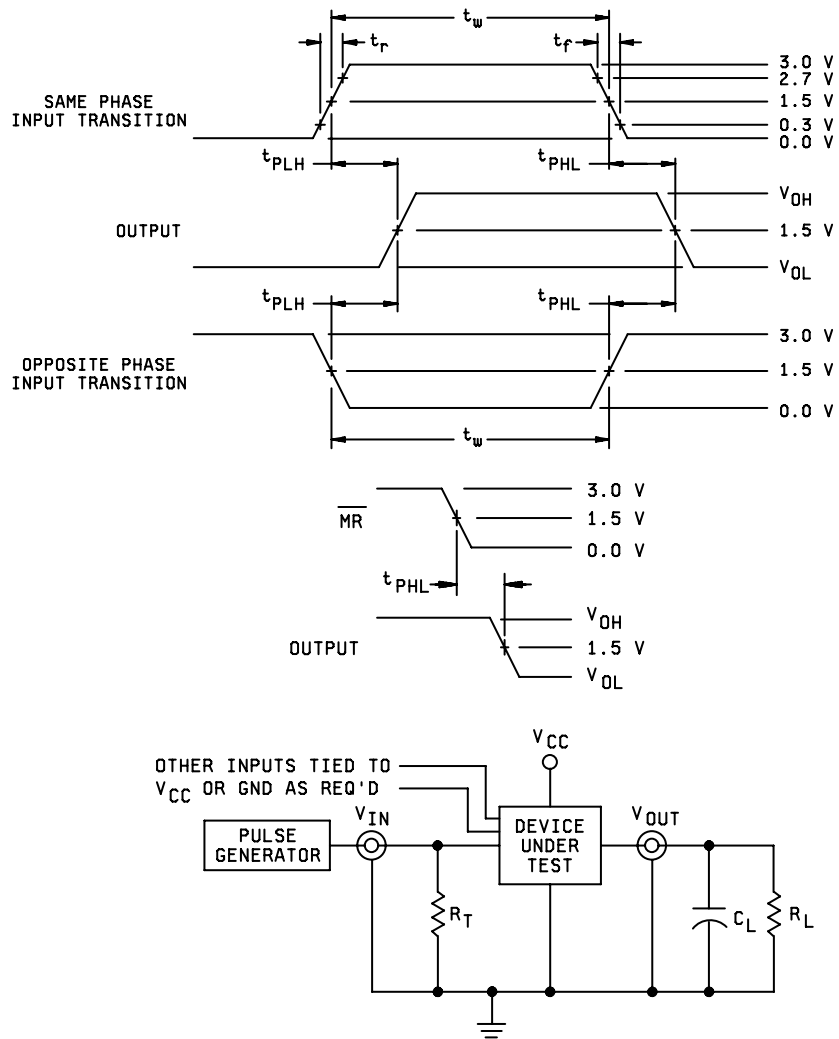 tw
tr
tf
3.0 V
2.7 V
SAME PHASE
INPUT TRANSITION
1.5 V
0.3 V
0.0 V
tPLH
tPHL
VOH
OUTPUT
1.5 V
VOL
tPLH
tPHL
3.0 V
OPPOSITE PHASE
INPUT TRANSITION
1.5 V
0.0 V
tw
3.0 V
MR
1.5 V
0.0 V
tPHL
VOH
OUTPUT
1.5 V
VOL
VCC
OTHER INPUTS TIED TO
VCC OR GND AS REQ'D
VIN
VOUT
PULSE
GENERATOR
DEVICE
UNDER
TEST
RT
CL
RL